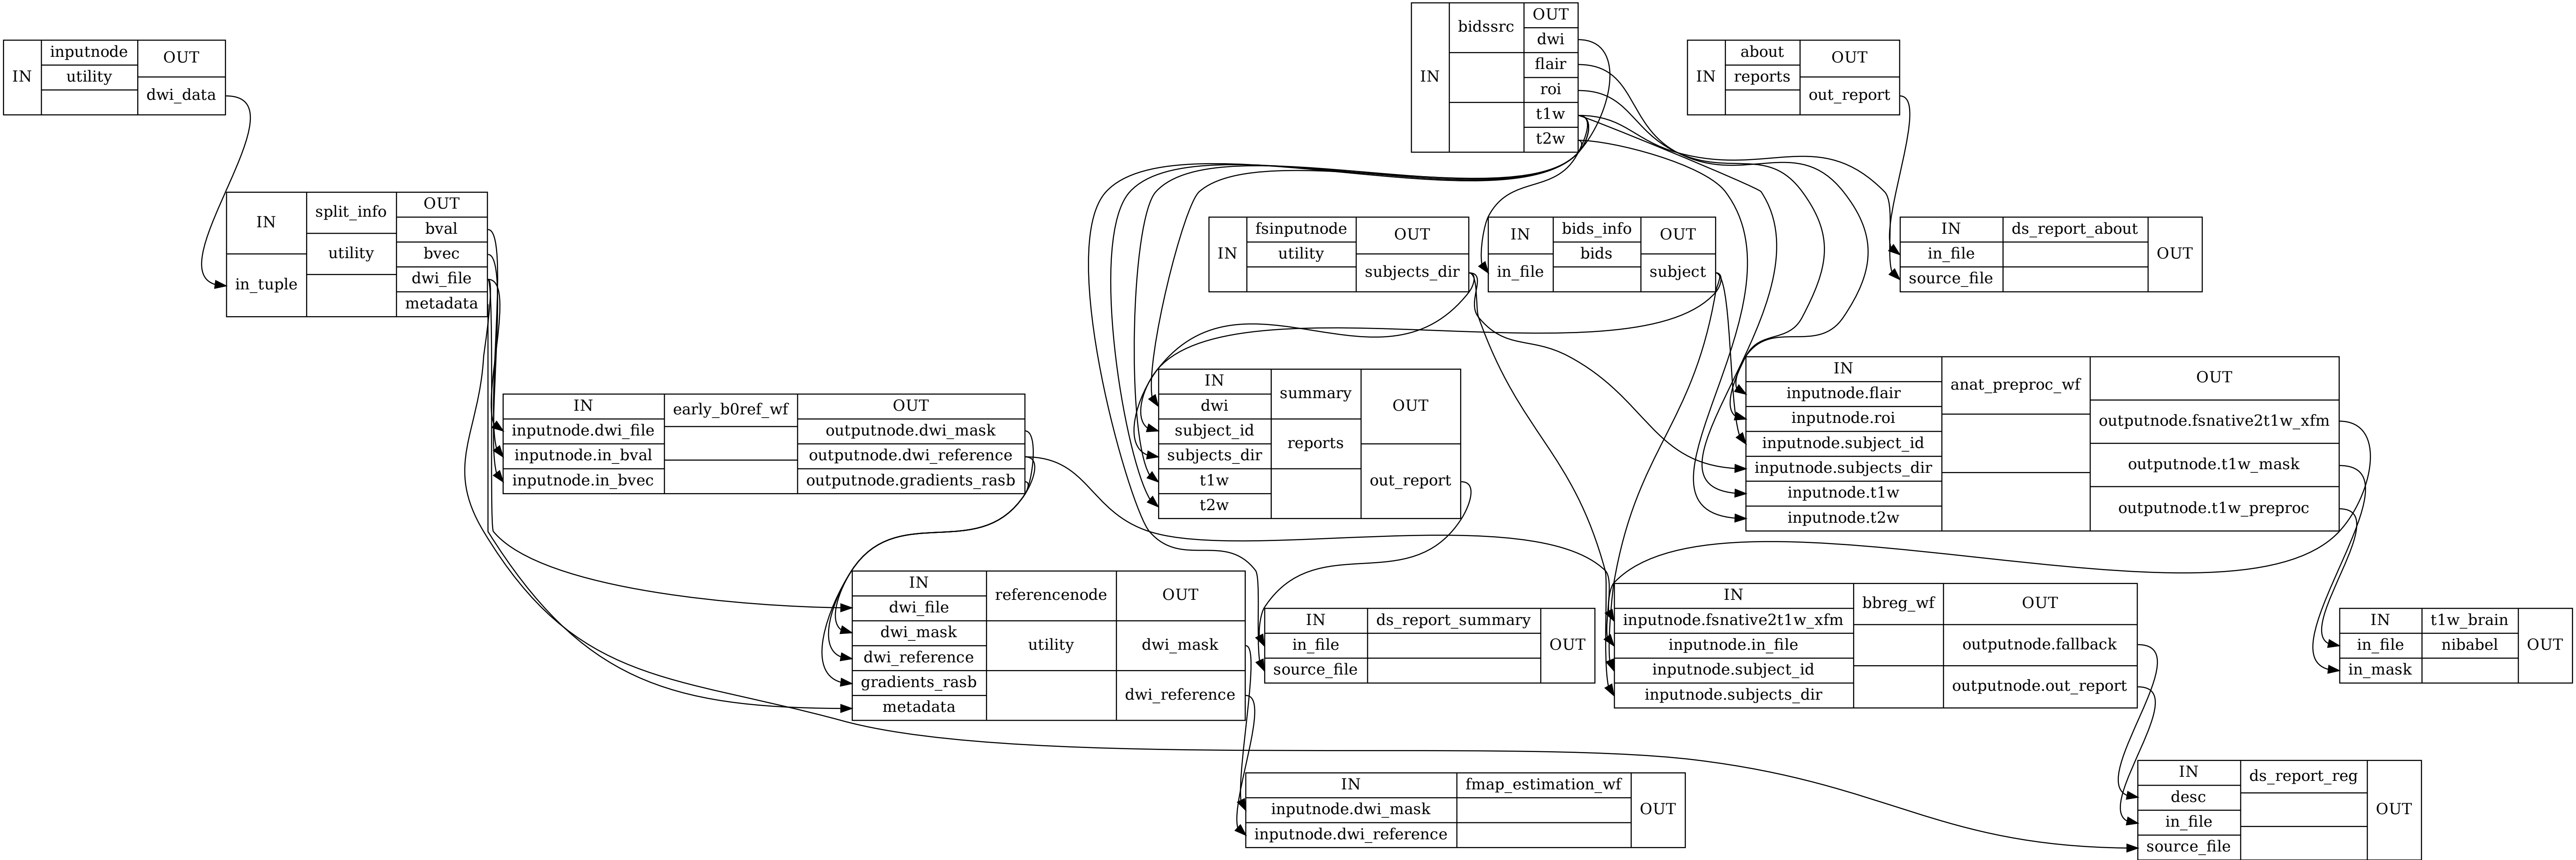 IN
inputnode
utility
OUT
dwi_data
IN
bidssrc
OUT
dwi
flair
roi
t1w
t2w
IN
about
reports
OUT
out_report
IN
in_tuple
split_info
utility
OUT
bval
bvec
dwi_file
metadata
IN
fsinputnode
utility
OUT
subjects_dir
IN
in_file
bids_info
bids
OUT
subject
IN
in_file
source_file
ds_report_about
OUT
IN
inputnode.dwi_file
inputnode.in_bval
inputnode.in_bvec
early_b0ref_wf
OUT
outputnode.dwi_mask
outputnode.dwi_reference
outputnode.gradients_rasb
IN
dwi
subject_id
subjects_dir
t1w
t2w
summary
reports
OUT
out_report
IN
inputnode.flair
inputnode.roi
inputnode.subject_id
inputnode.subjects_dir
inputnode.t1w
inputnode.t2w
anat_preproc_wf
OUT
outputnode.fsnative2t1w_xfm
outputnode.t1w_mask
outputnode.t1w_preproc
IN
dwi_file
dwi_mask
dwi_reference
gradients_rasb
metadata
referencenode
utility
OUT
dwi_mask
dwi_reference
IN
in_file
source_file
ds_report_summary
OUT
IN
inputnode.fsnative2t1w_xfm
inputnode.in_file
inputnode.subject_id
inputnode.subjects_dir
bbreg_wf
OUT
outputnode.fallback
outputnode.out_report
IN
in_file
in_mask
t1w_brain
nibabel
OUT
IN
inputnode.dwi_mask
inputnode.dwi_reference
fmap_estimation_wf
OUT
IN
desc
in_file
source_file
ds_report_reg
OUT